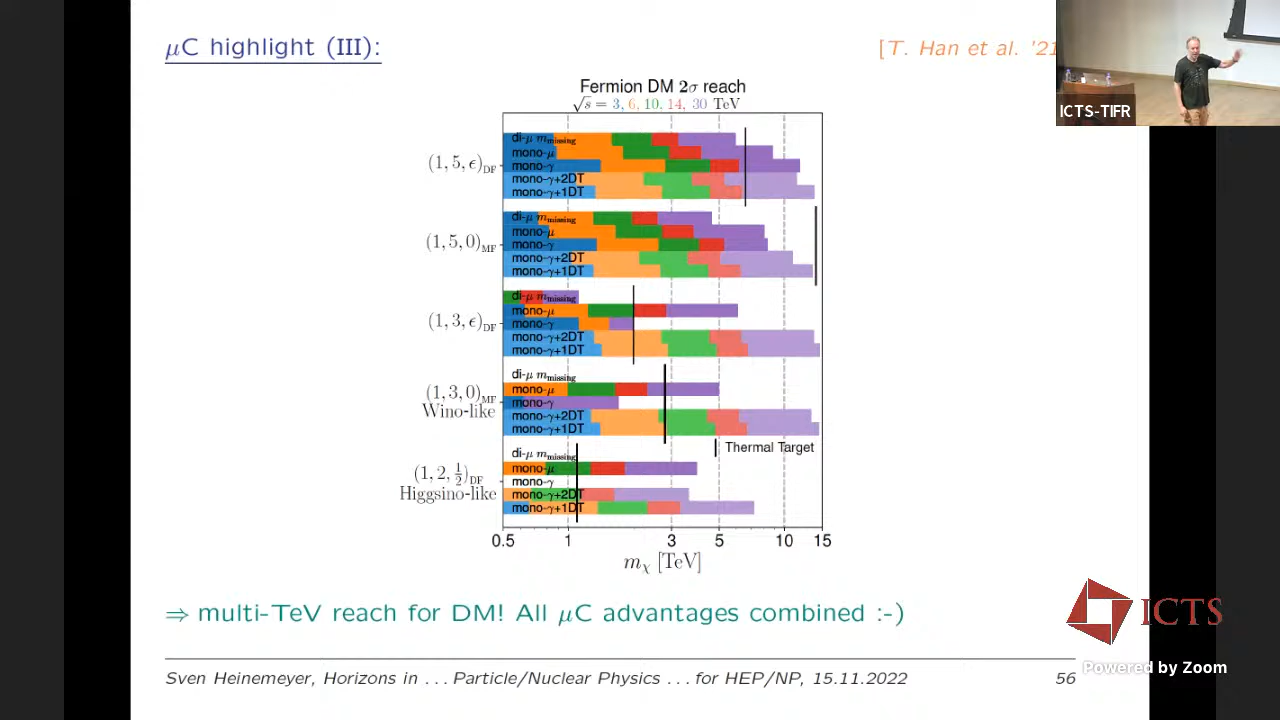 μC highlight (III):
[T. Han et al. '21
ICTS-TIFR
Fermion DM 2σ reach
√s = 3, 6, 10, 14, 30 TeV
(1, 5, ϵ)DF
di-μ mmissing
mono-μ
mono-γ
mono-γ+2DT
mono-γ+1DT
(1, 5, 0)MF
di-μ mmissing
mono-μ
mono-γ
mono-γ+2DT
mono-γ+1DT
(1, 3, ϵ)DF
di-μ mmissing
mono-μ
mono-γ
mono-γ+2DT
mono-γ+1DT
(1, 3, 0)MF
Wino-like
di-μ mmissing
mono-μ
mono-γ
mono-γ+2DT
mono-γ+1DT
Thermal Target
(1, 2, 1/2)DF
Higgsino-like
di-μ mmissing
mono-μ
mono-γ
mono-γ+2DT
mono-γ+1DT
0.5 1 3 5 10 15
mχ [TeV]
⇒ multi-TeV reach for DM! All μC advantages combined :-)
ICTS
Powered by Zoom
Sven Heinemeyer, Horizons in ... Particle/Nuclear Physics ... for HEP/NP, 15.11.2022 56